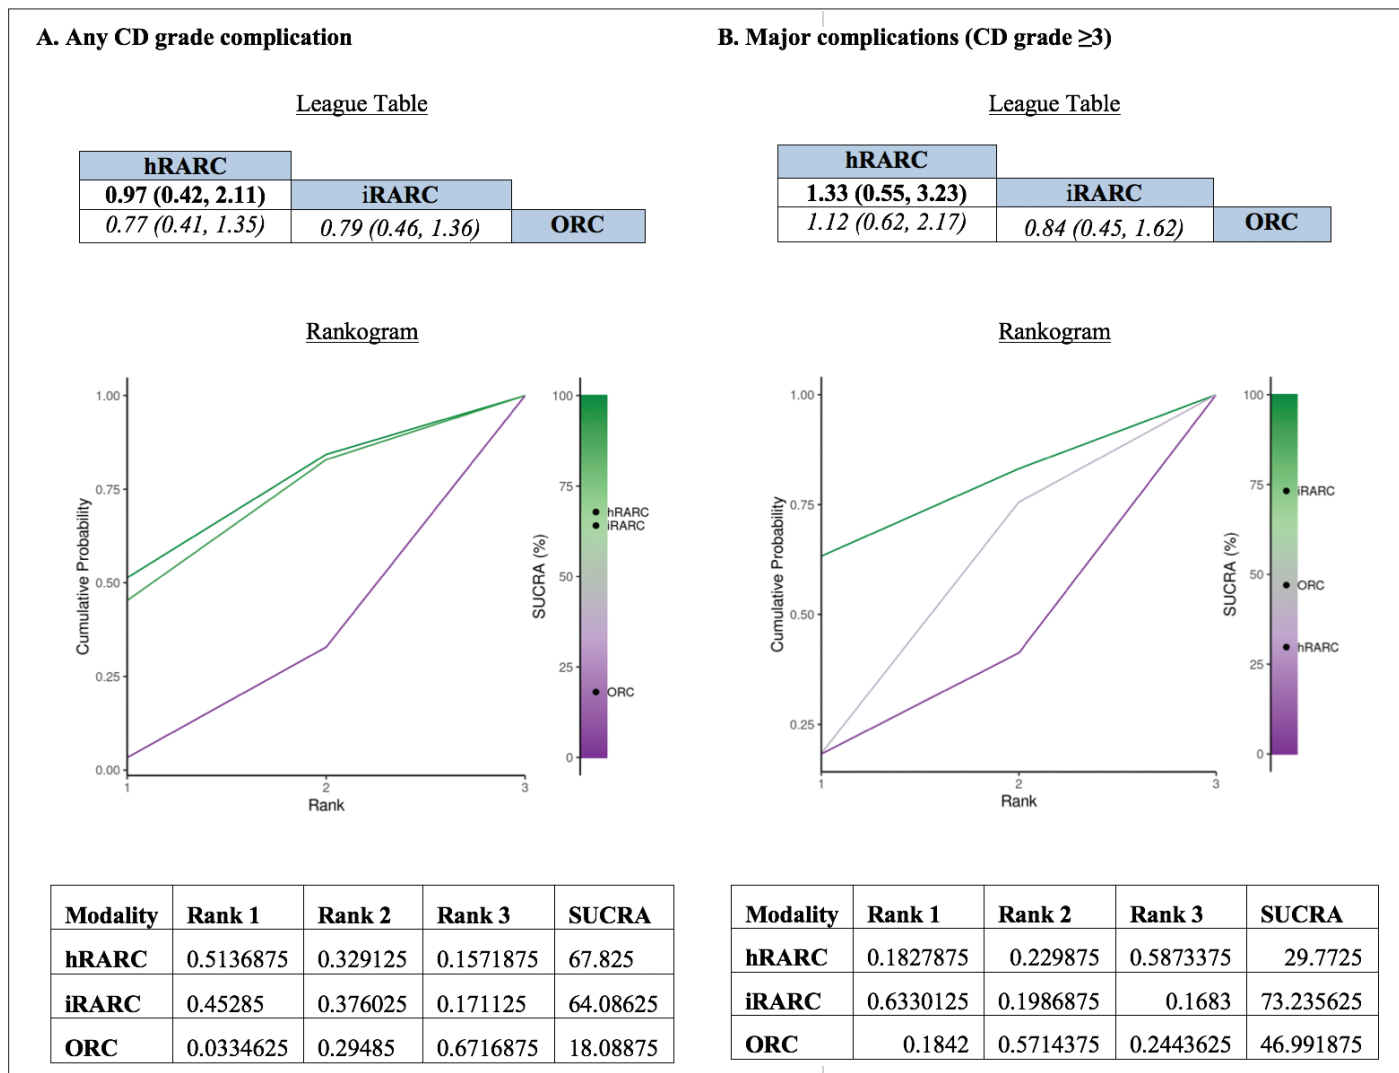 A. Any CD grade complication
League Table
hRARC
0.97 (0.42, 2.11) iRARC
0.77 (0.41, 1.35) 0.79 (0.46, 1.36) ORC
Rankogram
1.00
0.75
0.50
0.25
0.00
Cumulative Probability
1 2 3
Rank
100
75
50
25
0
SUCRA (%)
hRARC
iRARC
ORC
Modality Rank 1 Rank 2 Rank 3 SUCRA
hRARC 0.5136875 0.329125 0.1571875 67.825
iRARC 0.45285 0.376025 0.171125 64.08625
ORC 0.0334625 0.29485 0.6716875 18.08875
B. Major complications (CD grade ≥3)
League Table
hRARC
1.33 (0.55, 3.23) iRARC
1.12 (0.62, 2.17) 0.84 (0.45, 1.62) ORC
Rankogram
1.00
0.75
0.50
0.25
Cumulative Probability
1 2 3
Rank
100
75
50
25
0
SUCRA (%)
iRARC
ORC
hRARC
Modality Rank 1 Rank 2 Rank 3 SUCRA
hRARC 0.1827875 0.229875 0.5873375 29.7725
iRARC 0.6330125 0.1986875 0.1683 73.235625
ORC 0.1842 0.5714375 0.2443625 46.991875